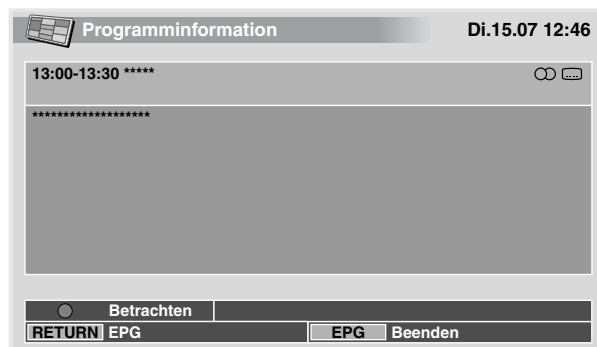 Programminformation Di.15.07 12:46
13:00-13:30 *****
*******************
Betrachten
RETURN EPG EPG Beenden